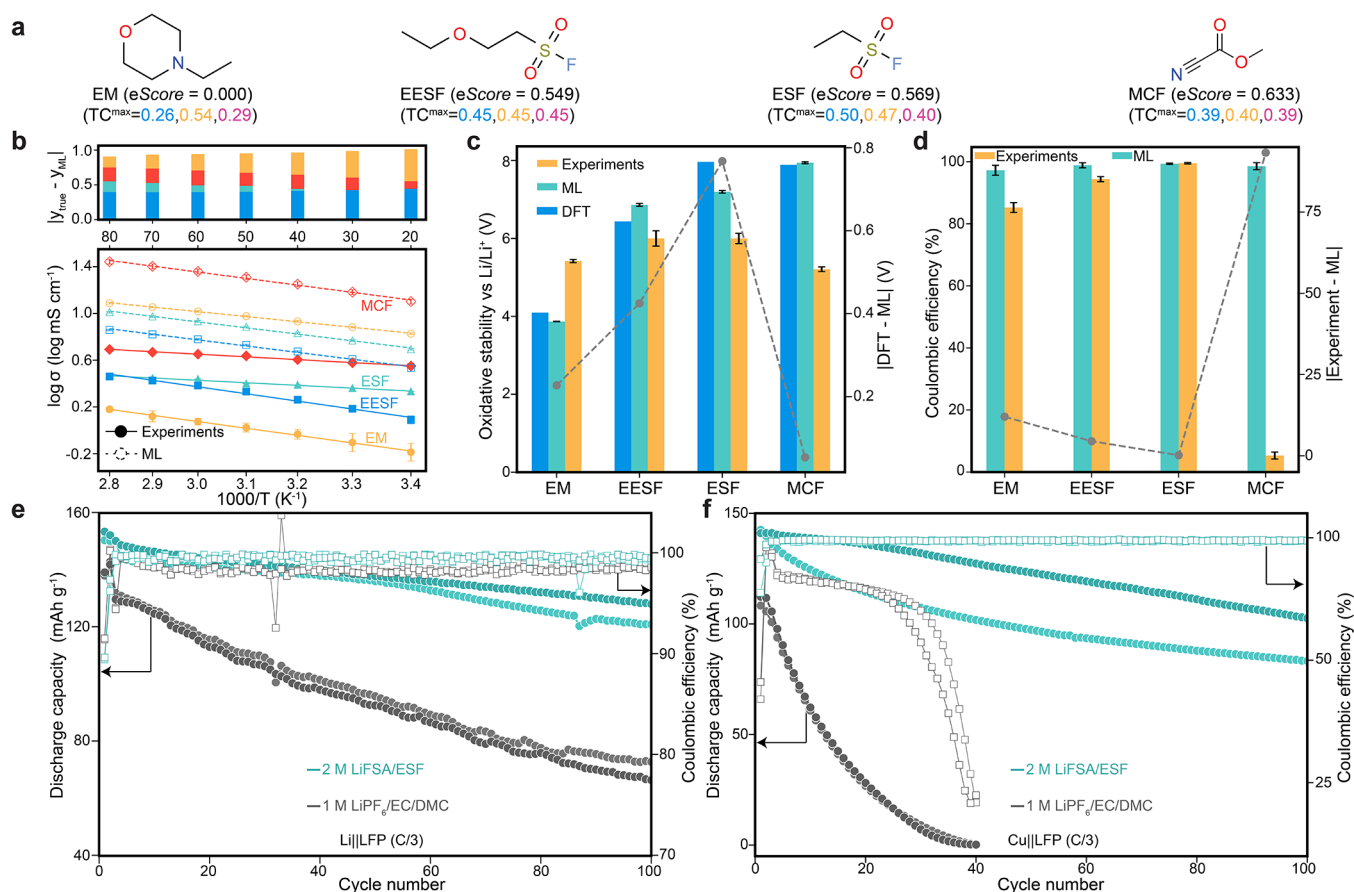 a
O
N
EM (eScore = 0.000)
(TCmax=0.26,0.54,0.29)
O
O
S
O
F
EESF (eScore = 0.549)
(TCmax=0.45,0.45,0.45)
O
S
O
F
ESF (eScore = 0.569)
(TCmax=0.50,0.47,0.40)
O
N
O
MCF (eScore = 0.633)
(TCmax=0.39,0.40,0.39)
b
|ytrue - yML|
1.0
0.5
0.0
80 70 60 50 40 30 20
log σ (log mS cm⁻¹)
1.4
1.0
0.6
0.2
-0.2
MCF
ESF
EESF
EM
Experiments
ML
2.8 2.9 3.0 3.1 3.2 3.3 3.4
1000/T (K⁻¹)
c
Oxidative stability vs Li/Li⁺ (V)
8
6
4
2
0
Experiments
ML
DFT
0.8
0.6
0.4
0.2
|DFT - ML| (V)
EM EESF ESF MCF
d
Coulombic efficiency (%)
100
80
60
40
20
0
Experiments ML
75
50
25
0
|Experiment - ML|
EM EESF ESF MCF
e
Discharge capacity (mAh g⁻¹)
160
120
80
40
100
90
80
70
Coulombic efficiency (%)
2 M LiFSA/ESF
1 M LiPF₆/EC/DMC
Li||LFP (C/3)
0 20 40 60 80 100
Cycle number
f
Discharge capacity (mAh g⁻¹)
150
100
50
0
100
50
25
Coulombic efficiency (%)
2 M LiFSA/ESF
1 M LiPF₆/EC/DMC
Cu||LFP (C/3)
0 20 40 60 80 100
Cycle number